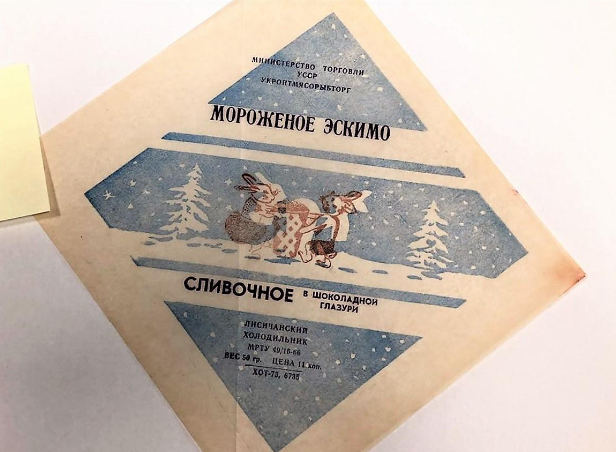 МИНИСТЕРСТВО ТОРГОВЛИ
УССР
УКРОПТМЯСОРЫБТОРГ
МОРОЖЕНОЕ ЭСКИМО
СЛИВОЧНОЕ В ШОКОЛАДНОЙ
ГЛАЗУРИ
ЛИСИЧАНСКИЙ
ХОЛОДИЛЬНИК
МРТУ 49/16-66
ВЕС 50 гр. ЦЕНА 11 коп.
ХОТ-73, 6735